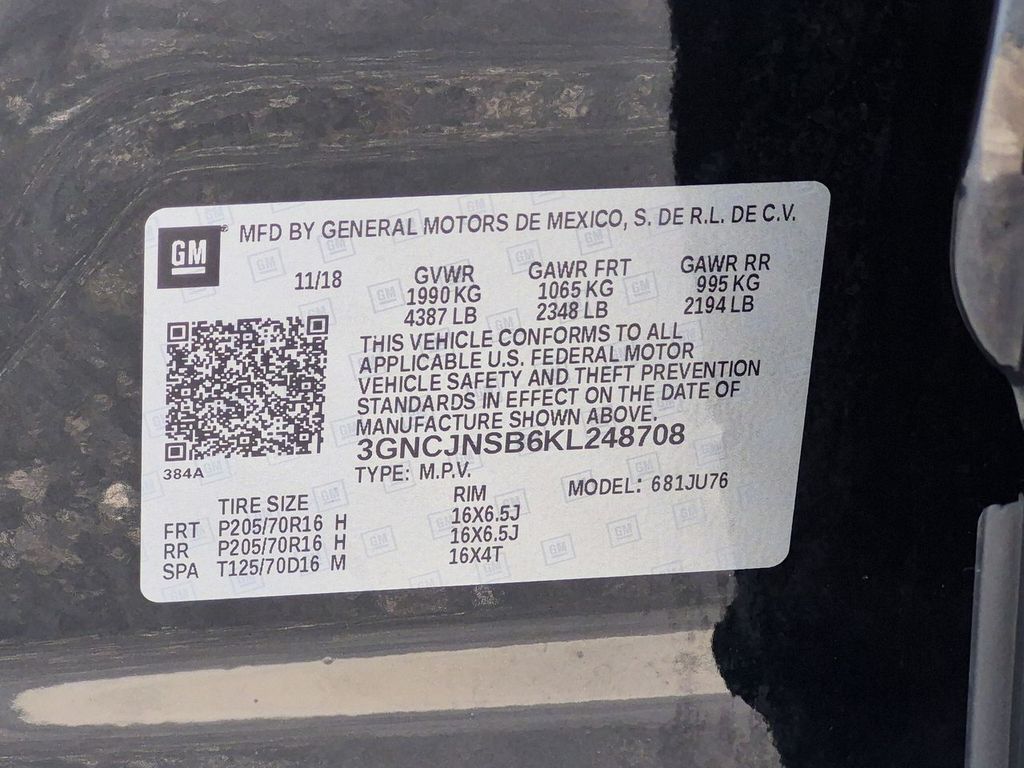 GM® MFD BY GENERAL MOTORS DE MEXICO, S. DE R.L. DE C.V.
11/18 GVWR GAWR FRT GAWR RR
1990 KG 1065 KG 995 KG
4387 LB 2348 LB 2194 LB
THIS VEHICLE CONFORMS TO ALL
APPLICABLE U.S. FEDERAL MOTOR
VEHICLE SAFETY AND THEFT PREVENTION
STANDARDS IN EFFECT ON THE DATE OF
MANUFACTURE SHOWN ABOVE.
3GNCJNSB6KL248708
384A
TYPE: M.P.V. MODEL: 681JU76
TIRE SIZE RIM
FRT P205/70R16 H 16X6.5J
RR P205/70R16 H 16X6.5J
SPA T125/70D16 M 16X4T